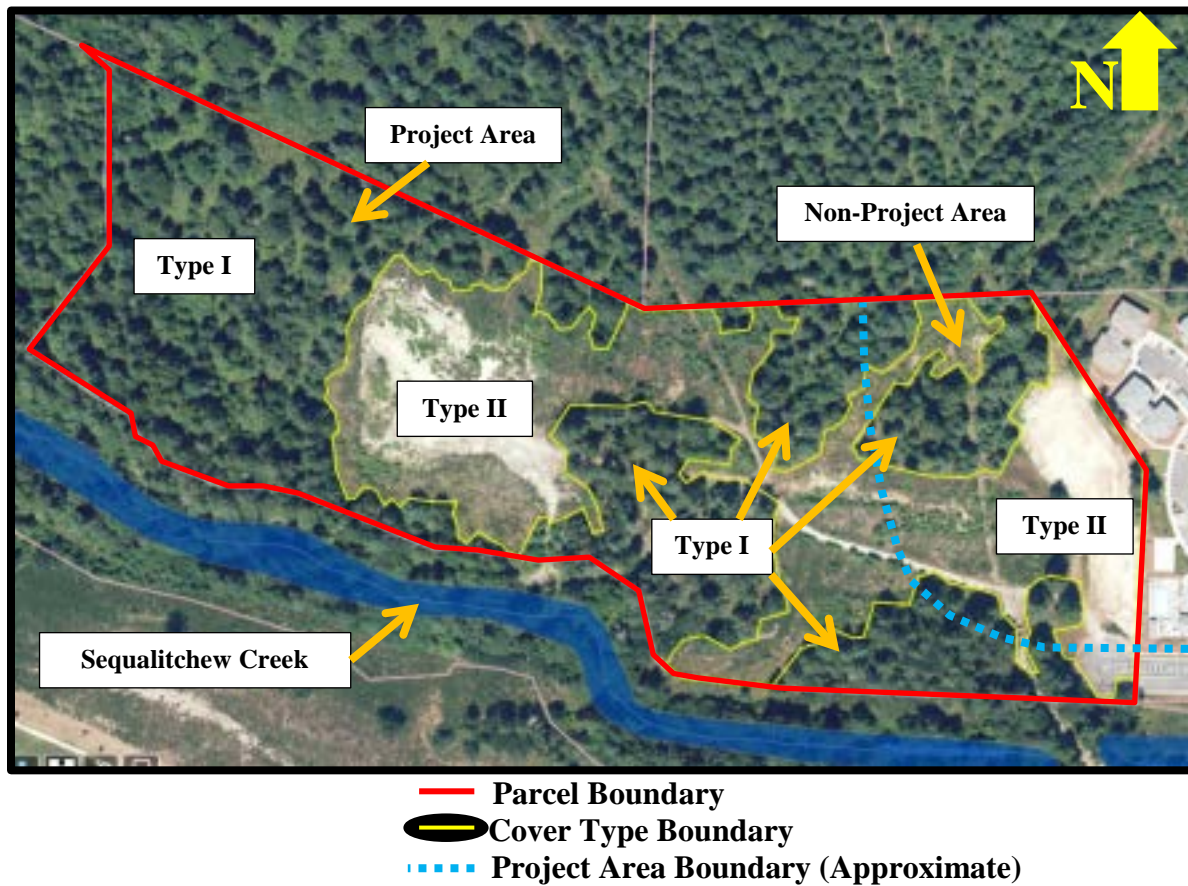 N
Project Area
Non-Project Area
Type I
Type II
Type I
Type II
Sequalitchew Creek
Parcel Boundary
Cover Type Boundary
Project Area Boundary (Approximate)